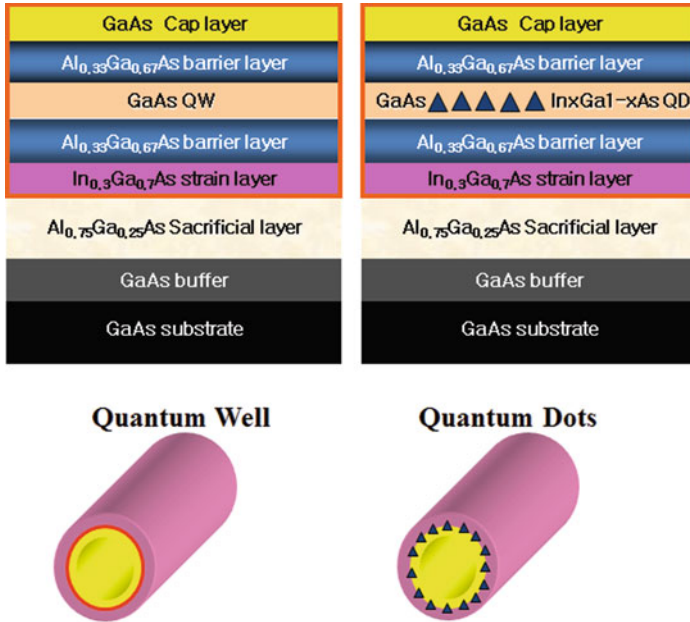 GaAs Cap layer
Al₀.₃₃Ga₀.₆₇As barrier layer
GaAs QW
Al₀.₃₃Ga₀.₆₇As barrier layer
In₀.₃Ga₀.₇As strain layer
Al₀.₇₅Ga₀.₂₅As Sacrificial layer
GaAs buffer
GaAs substrate
Quantum Well
GaAs Cap layer
Al₀.₃₃Ga₀.₆₇As barrier layer
GaAs InxGa1-xAs QD
Al₀.₃₃Ga₀.₆₇As barrier layer
In₀.₃Ga₀.₇As strain layer
Al₀.₇₅Ga₀.₂₅As Sacrificial layer
GaAs buffer
GaAs substrate
Quantum Dots